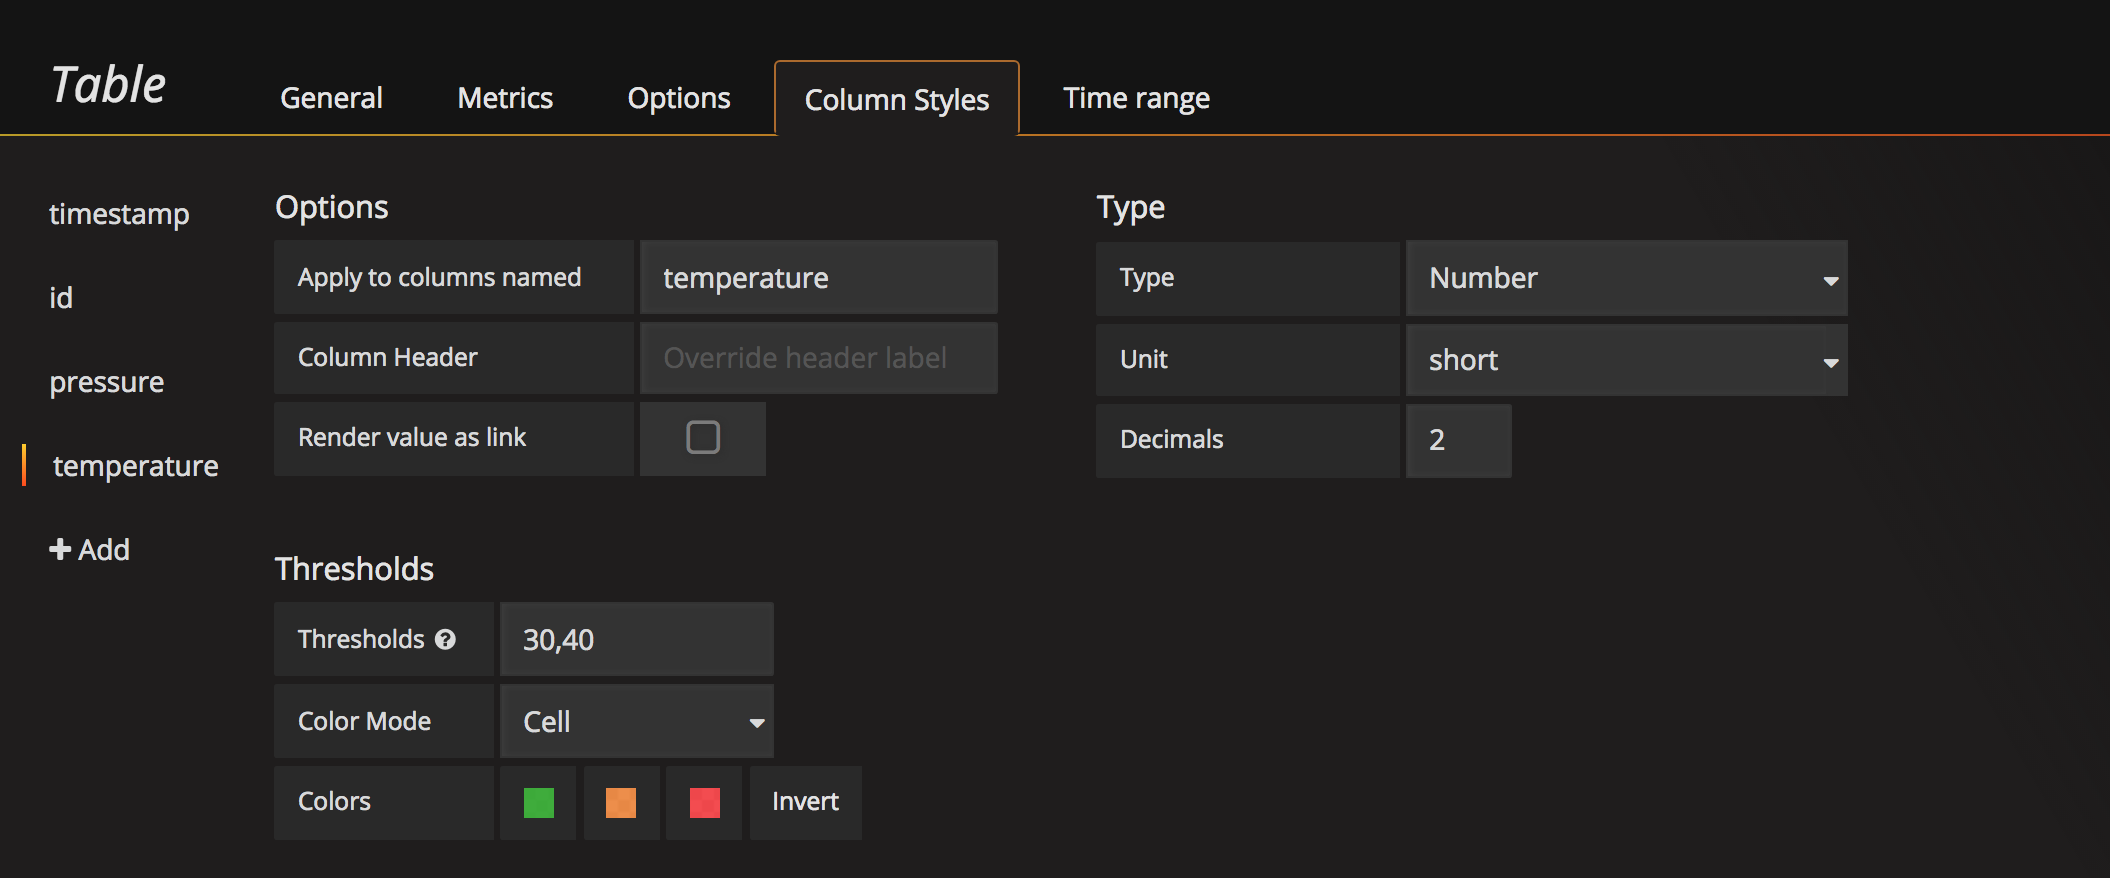 Table
General
Metrics
Options
Column Styles
Time range
timestamp
id
pressure
temperature
Add
Options
Apply to columns named
temperature
Column Header
Override header label
Render value as link
Type
Type
Number
Unit
short
Decimals
2
Thresholds
Thresholds
30,40
Color Mode
Cell
Colors
Invert